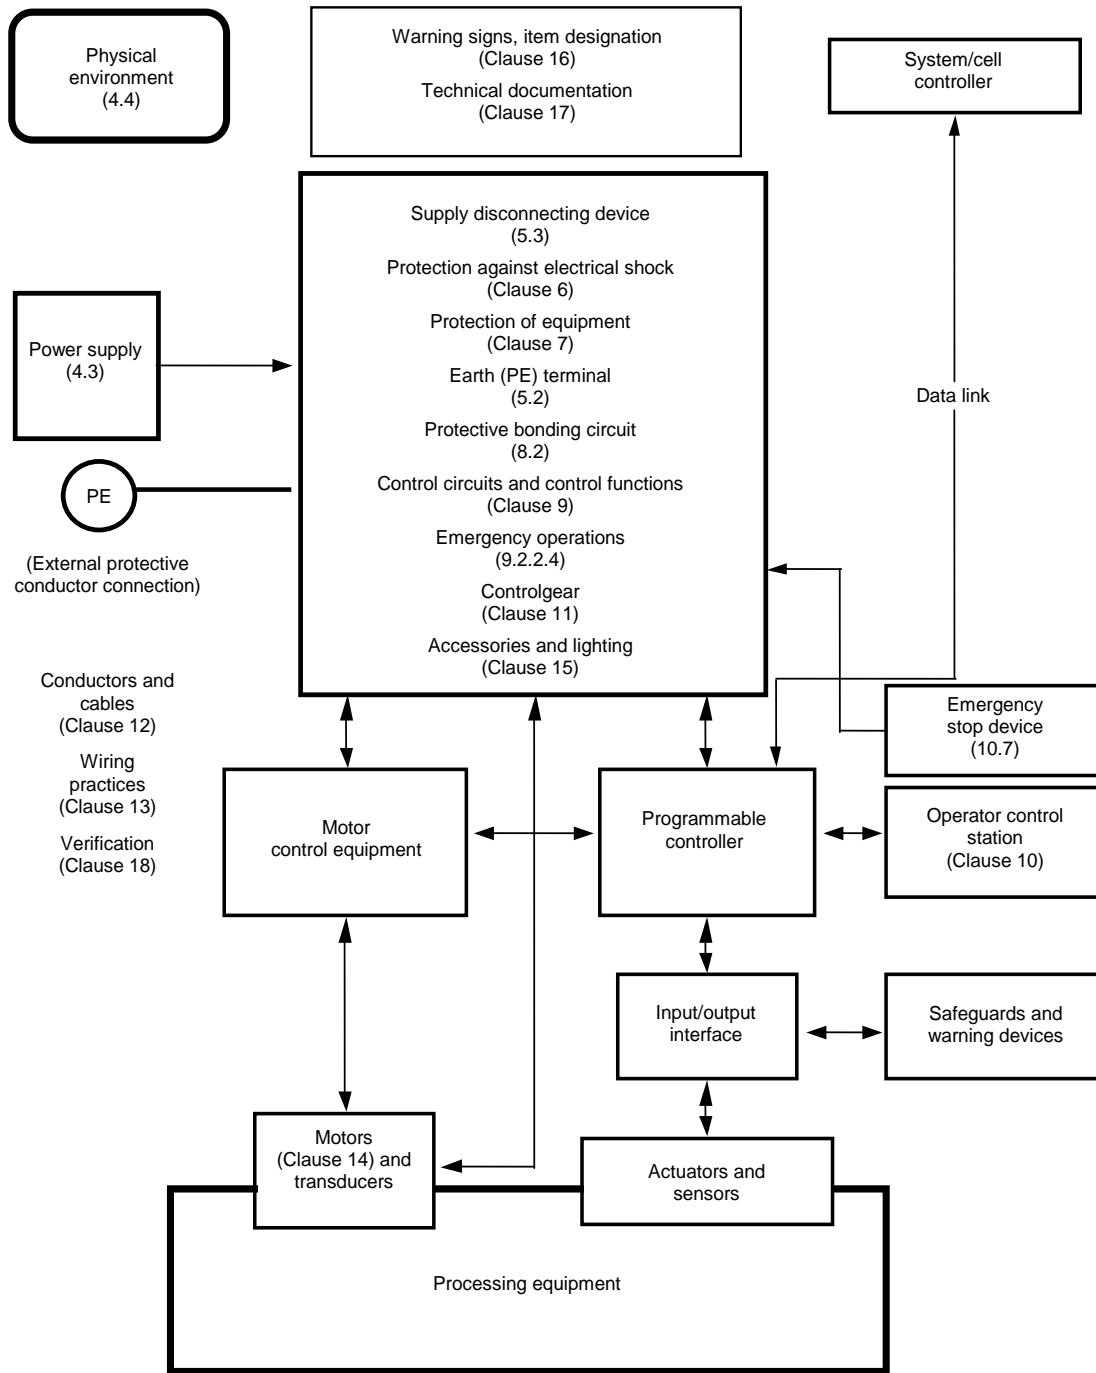 Physical
environment
(4.4)
Warning signs, item designation
(Clause 16)
Technical documentation
(Clause 17)
System/cell
controller
Supply disconnecting device
(5.3)
Protection against electrical shock
(Clause 6)
Protection of equipment
(Clause 7)
Earth (PE) terminal
(5.2)
Protective bonding circuit
(8.2)
Control circuits and control functions
(Clause 9)
Emergency operations
(9.2.2.4)
Controlgear
(Clause 11)
Accessories and lighting
(Clause 15)
Power supply
(4.3)
PE
(External protective
conductor connection)
Data link
Conductors and
cables
(Clause 12)
Wiring
practices
(Clause 13)
Verification
(Clause 18)
Emergency
stop device
(10.7)
Motor
control equipment
Programmable
controller
Operator control
station
(Clause 10)
Input/output
interface
Safeguards and
warning devices
Motors
(Clause 14) and
transducers
Actuators and
sensors
Processing equipment